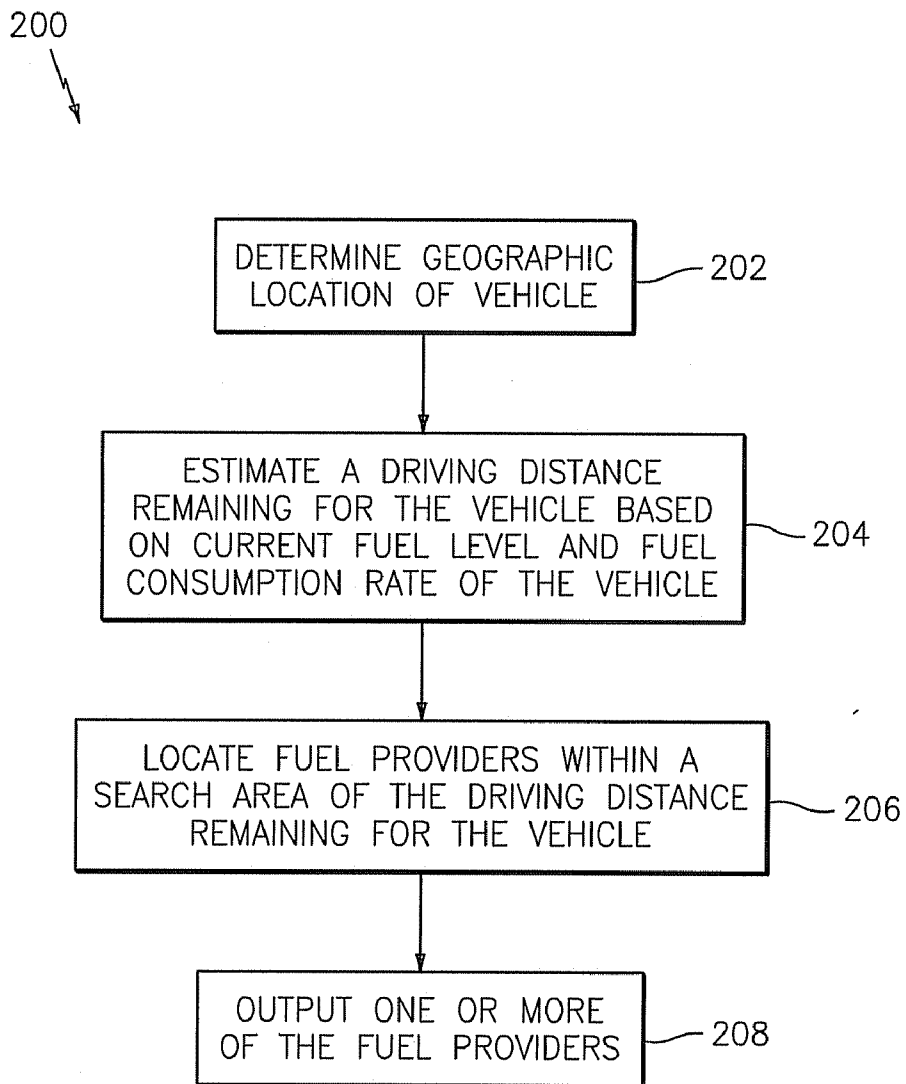 200
DETERMINE GEOGRAPHIC
LOCATION OF VEHICLE
202
ESTIMATE A DRIVING DISTANCE
REMAINING FOR THE VEHICLE BASED
ON CURRENT FUEL LEVEL AND FUEL
CONSUMPTION RATE OF THE VEHICLE
204
LOCATE FUEL PROVIDERS WITHIN A
SEARCH AREA OF THE DRIVING DISTANCE
REMAINING FOR THE VEHICLE
206
OUTPUT ONE OR MORE
OF THE FUEL PROVIDERS
208